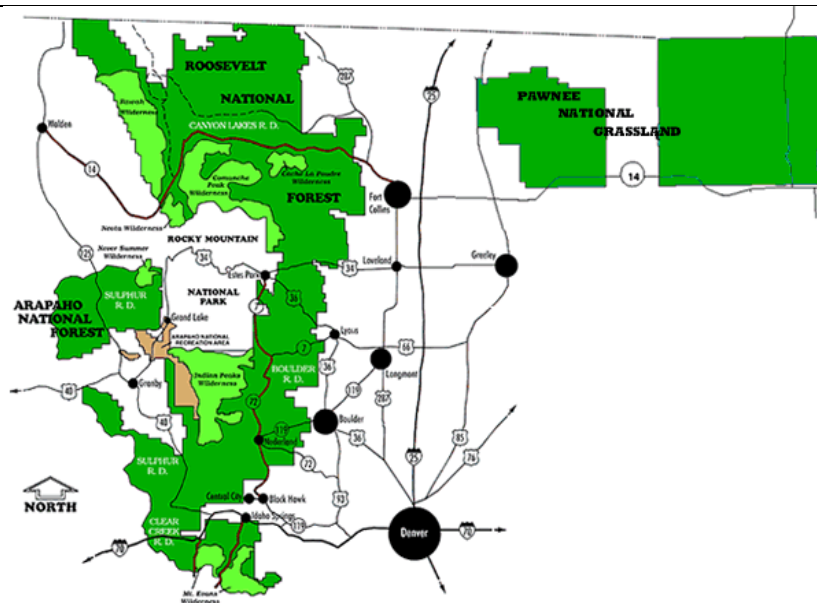 ROOSEVELT
NATIONAL
FOREST
CANYON LAKES R. D.
Rawah
Wilderness
287
25
PAWNEE
NATIONAL
GRASSLAND
Walden
14
Comanche
Peak
Wilderness
Cache La Poudre
Wilderness
14
Fort
Collins
Neota Wilderness
ROCKY MOUNTAIN
NATIONAL
PARK
Never Summer
Wilderness
125
34
Estes Park
34
Loveland
Greeley
SULPHUR
R. D.
ARAPAHO
NATIONAL
FOREST
36
7
Grand Lake
ARAPAHO NATIONAL
RECREATION AREA
Lyons
7
66
36
BOULDER
R. D.
Longmont
Indian Peaks
Wilderness
40
Granby
119
72
287
40
Boulder
119
Nederland
36
85
76
25
72
SULPHUR
R. D.
93
NORTH
Central City
Black Hawk
Idaho Springs
119
CLEAR
CREEK
R. D.
70
Denver
70
Mt. Evans
Wilderness